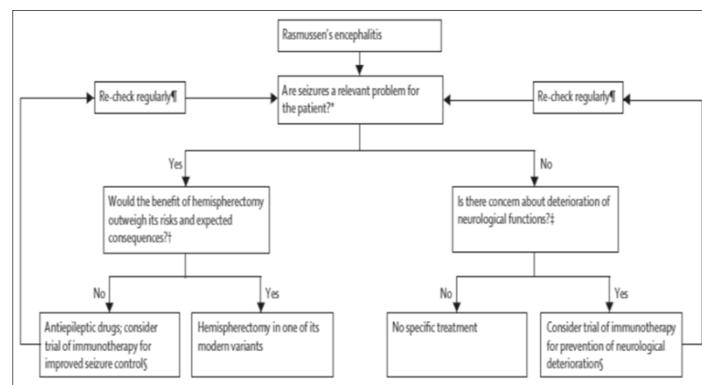 Rasmussen's encephalitis
Re-check regularly¶
Are seizures a relevant problem for
the patient?*
Re-check regularly¶
Yes
No
Would the benefit of hemispherectomy
outweigh its risks and expected
consequences?†
Is there concern about deterioration of
neurological functions?‡
No
Yes
No
Yes
Antiepileptic drugs; consider
trial of immunotherapy for
improved seizure control§
Hemispherectomy in one of its
modern variants
No specific treatment
Consider trial of immunotherapy
for prevention of neurological
deterioration§